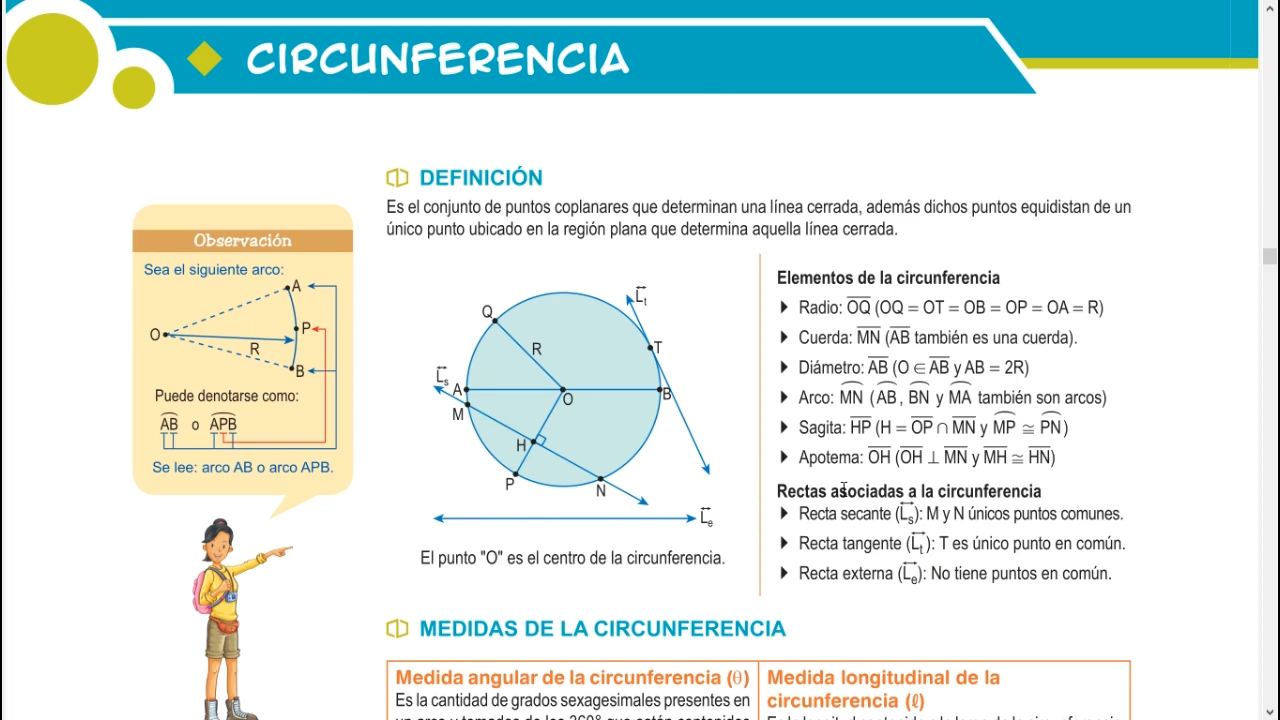 CIRCUNFERENCIA
DEFINICIÓN
Es el conjunto de puntos coplanares que determinan una línea cerrada, además dichos puntos equidistan de un
único punto ubicado en la región plana que determina aquella línea cerrada.
Observación
Sea el siguiente arco:
A
O
P
R
B
Puede denotarse como:
AB o APB
Se lee: arco AB o arco APB.
Q
Lt
R
T
Ls
A
O
B
M
H
P
N
Le
El punto "O" es el centro de la circunferencia.
Elementos de la circunferencia
Radio: OQ (OQ = OT = OB = OP = OA = R)
Cuerda: MN (AB también es una cuerda).
Diámetro: AB (O ∈ AB y AB = 2R)
Arco: MN (AB, BN y MA también son arcos)
Sagita: HP (H = OP ∩ MN y MP ≅ PN)
Apotema: OH (OH ⊥ MN y MH ≅ HN)
Rectas asociadas a la circunferencia
Recta secante (Ls): M y N únicos puntos comunes.
Recta tangente (Lt): T es único punto en común.
Recta externa (Le): No tiene puntos en común.
MEDIDAS DE LA CIRCUNFERENCIA
Medida angular de la circunferencia (θ)
Es la cantidad de grados sexagesimales presentes en
Medida longitudinal de la
circunferencia (ℓ)